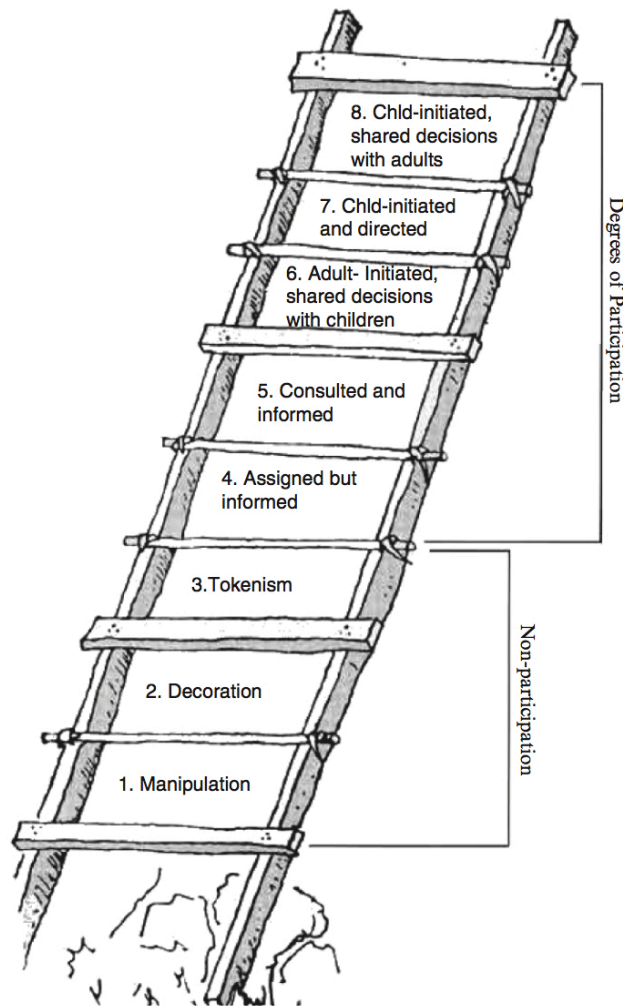 8. Chld-initiated,
shared decisions
with adults
7. Chld-initiated
and directed
6. Adult- Initiated,
shared decisions
with children
5. Consulted and
informed
4. Assigned but
informed
3.Tokenism
2. Decoration
1. Manipulation
Degrees of Participation
Non-participation